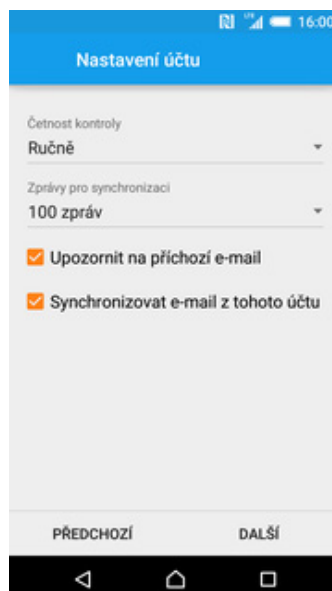 16:00
Nastavení účtu
Četnost kontroly
Ručně
Zprávy pro synchronizaci
100 zpráv
Upozornit na příchozí e-mail
Synchronizovat e-mail z tohoto účtu
PŘEDCHOZÍ DALŠÍ